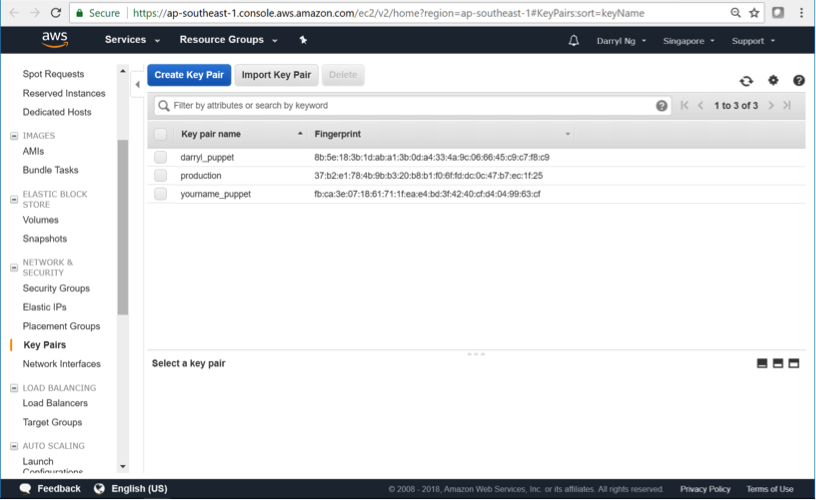 Secure https://ap-southeast-1.console.aws.amazon.com/ec2/v2/home?region=ap-southeast-1#KeyPairs:sort=keyName
aws Services Resource Groups Darryl Ng Singapore Support
Spot Requests
Reserved Instances
Dedicated Hosts
IMAGES
AMIs
Bundle Tasks
ELASTIC BLOCK
STORE
Volumes
Snapshots
NETWORK &
SECURITY
Security Groups
Elastic IPs
Placement Groups
Key Pairs
Network Interfaces
LOAD BALANCING
Load Balancers
Target Groups
AUTO SCALING
Launch
Configurations
Create Key Pair Import Key Pair Delete
Filter by attributes or search by keyword 1 to 3 of 3
Key pair name Fingerprint
darryl_puppet 8b:5e:18:3b:1d:ab:a1:3b:0d:a4:33:4a:9c:06:66:45:c9:c7:f8:c9
production 37:b2:e1:78:4b:9b:b3:20:b8:b1:f0:6f:fd:dc:0c:47:b7:ec:1f:25
yourname_puppet fb:ca:3e:07:18:61:71:1f:ea:e4:bd:3f:42:40:cf:d4:04:99:63:cf
Select a key pair
Feedback English (US) © 2008 - 2018, Amazon Web Services, Inc. or its affiliates. All rights reserved. Privacy Policy Terms of Use